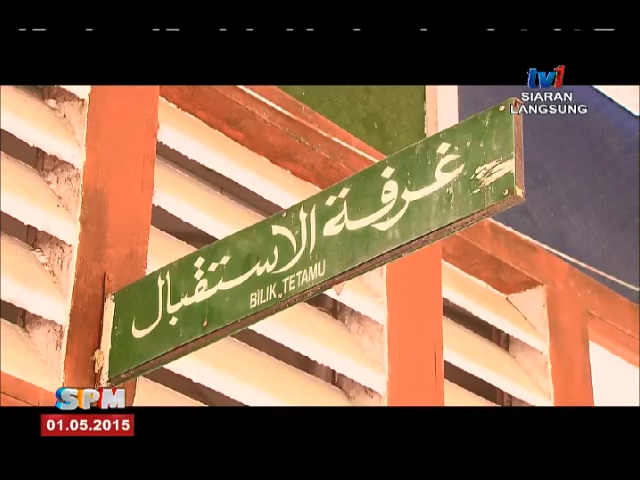 tv1
SIARAN
LANGSUNG
غرفة الاستقبال
BILIK TETAMU
SPM
01.05.2015